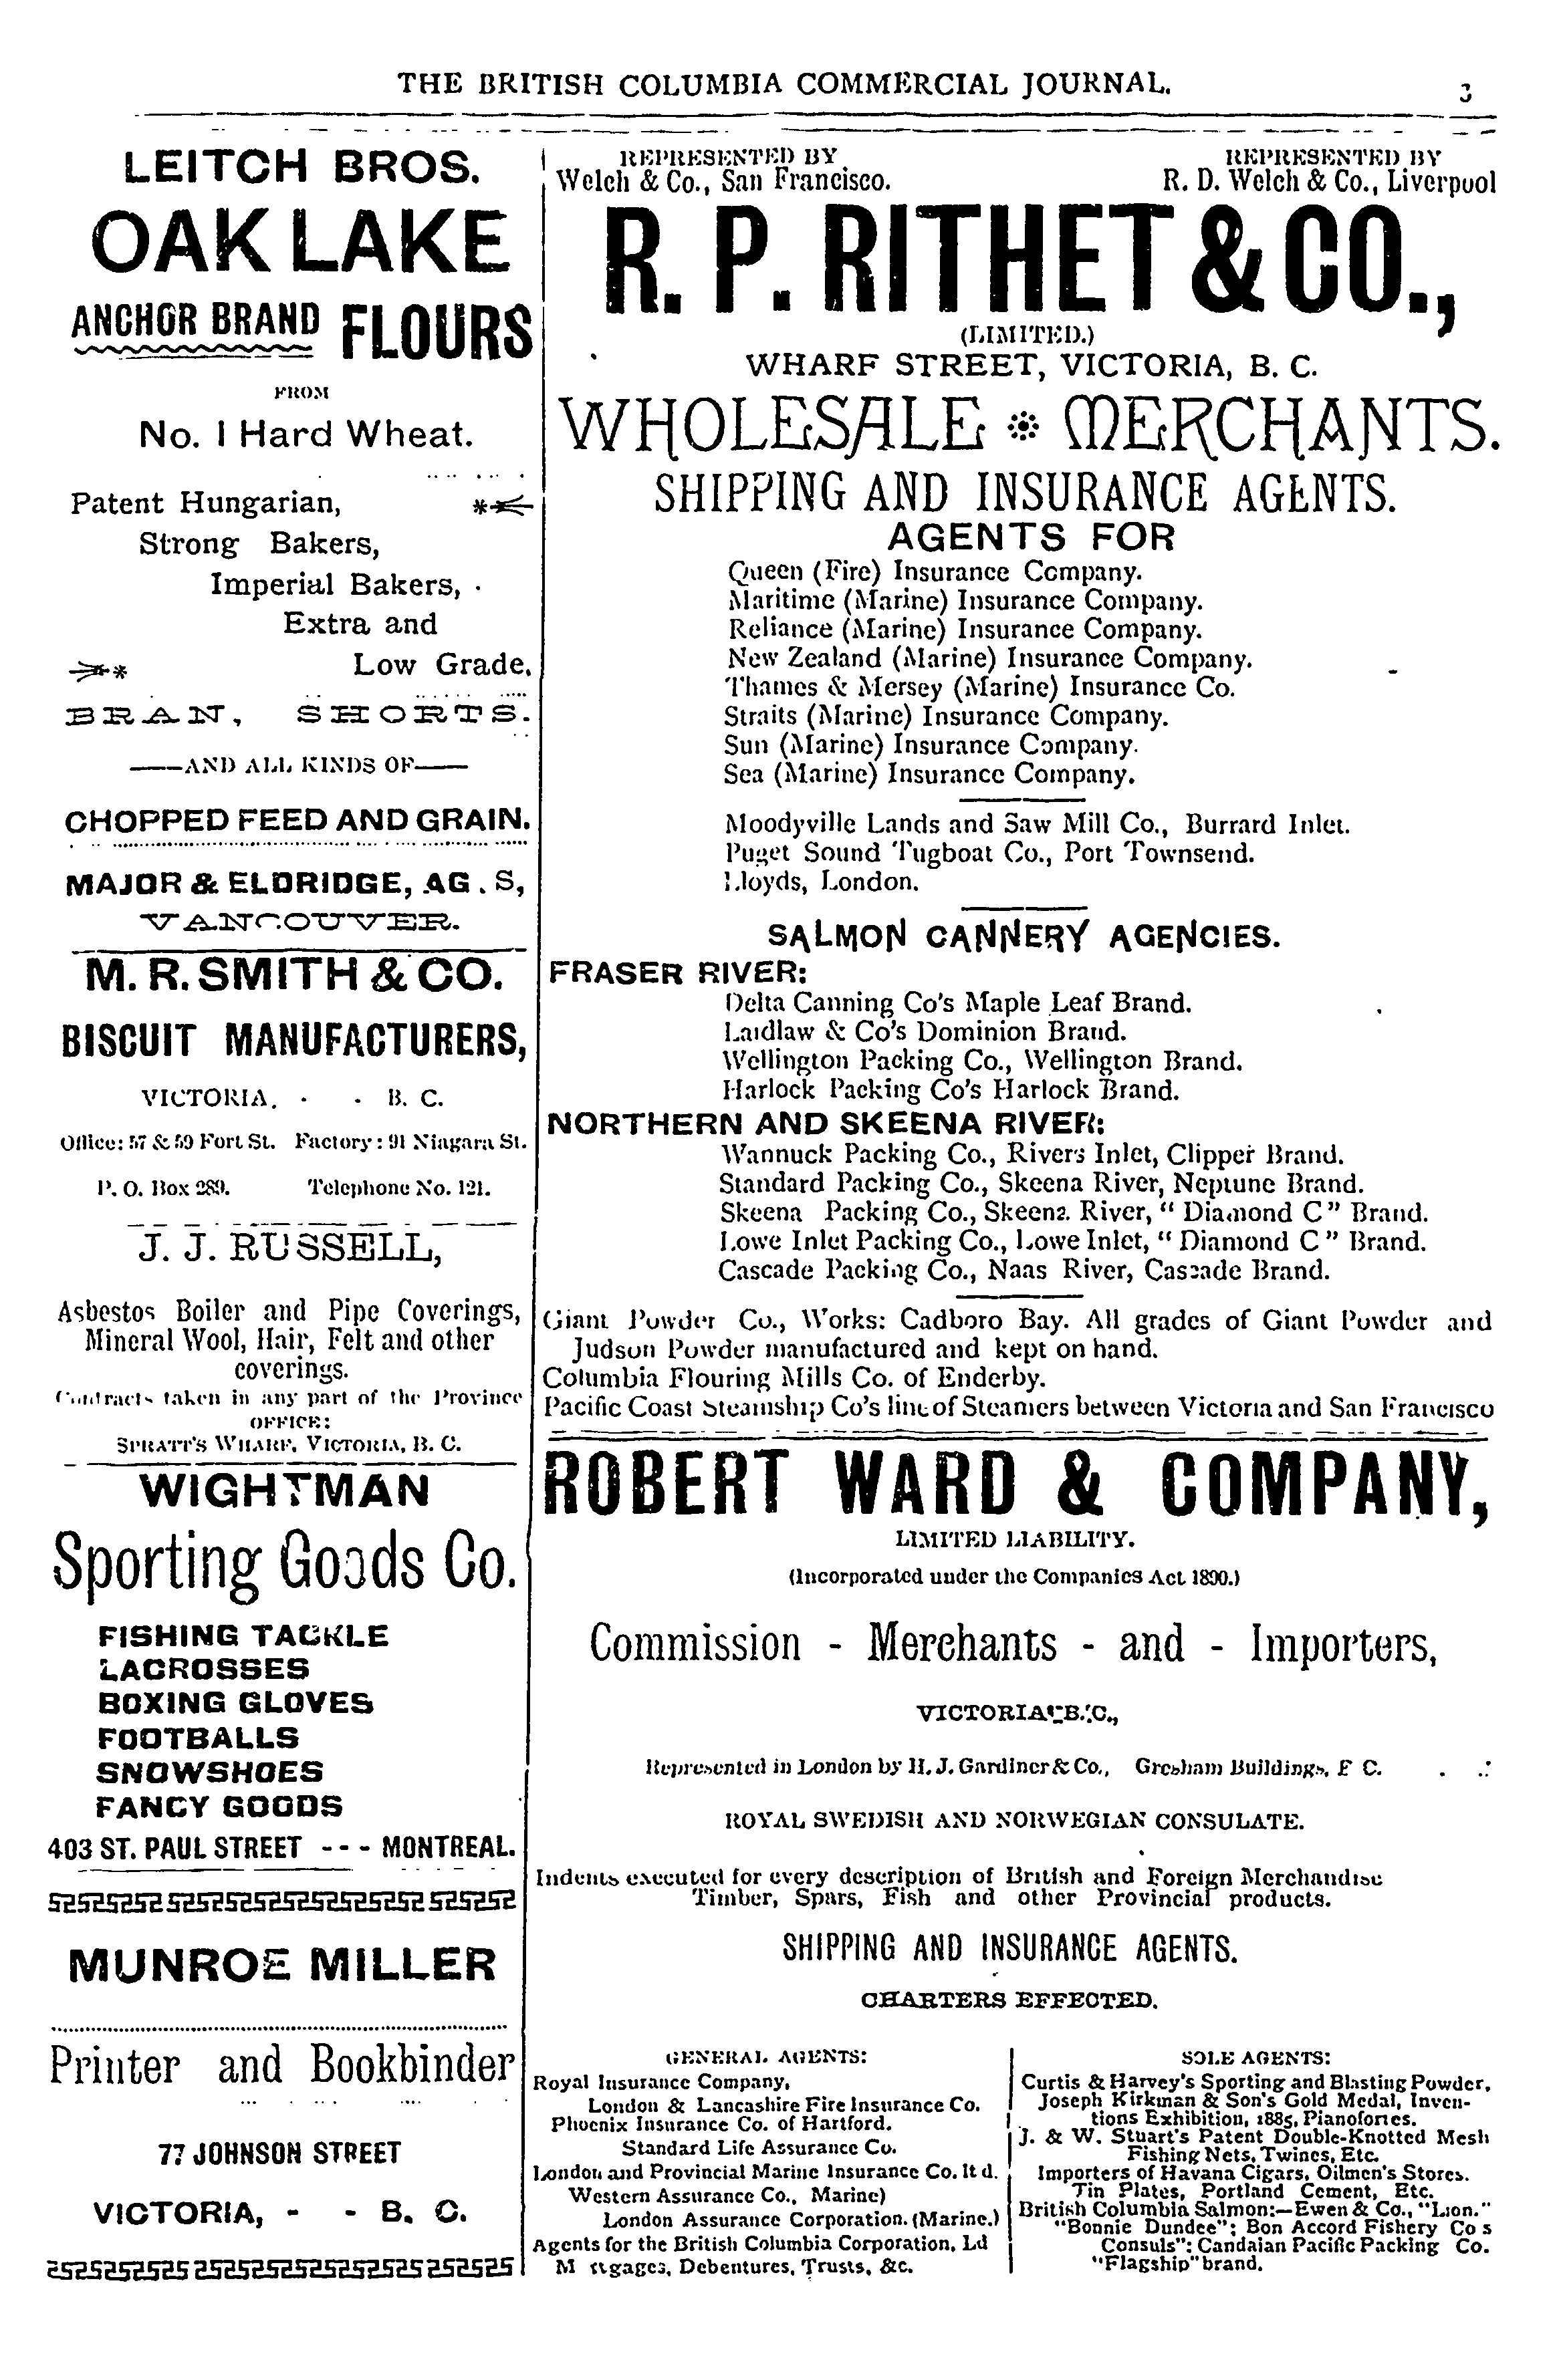 THE BRITISH COLUMBIA COMMERCIAL JOURNAL. 3
LEITCH BROS.
OAK LAKE
ANCHOR BRAND FLOURS
FROM
No. 1 Hard Wheat.
Patent Hungarian,
Strong Bakers,
Imperial Bakers,
Extra and
Low Grade.
BRAN, SHORTS.
——AND ALL KINDS OF——
CHOPPED FEED AND GRAIN.
MAJOR & ELDRIDGE, AG.S,
VANCOUVER.
M. R. SMITH & CO.
BISCUIT MANUFACTURERS,
VICTORIA, - - B. C.
Office: 57 & 59 Fort St. Factory: 91 Niagara St.
P. O. Box 289. Telephone No. 121.
J. J. RUSSELL,
Asbestos Boiler and Pipe Coverings,
Mineral Wool, Hair, Felt and other
coverings.
Contracts taken in any part of the Province
OFFICE:
SPRATT'S WHARF, VICTORIA, B. C.
WIGHTMAN
Sporting Goods Co.
FISHING TACKLE
LACROSSES
BOXING GLOVES
FOOTBALLS
SNOWSHOES
FANCY GOODS
403 ST. PAUL STREET - - - MONTREAL.
MUNROE MILLER
Printer and Bookbinder
77 JOHNSON STREET
VICTORIA, - - B. C.
REPRESENTED BY
Welch & Co., San Francisco.
REPRESENTED BY
R. D. Welch & Co., Liverpool
R. P. RITHET & CO.,
(LIMITED.)
WHARF STREET, VICTORIA, B. C.
WHOLESALE MERCHANTS.
SHIPPING AND INSURANCE AGENTS.
AGENTS FOR
Queen (Fire) Insurance Company.
Maritime (Marine) Insurance Company.
Reliance (Marine) Insurance Company.
New Zealand (Marine) Insurance Company.
Thames & Mersey (Marine) Insurance Co.
Straits (Marine) Insurance Company.
Sun (Marine) Insurance Company.
Sea (Marine) Insurance Company.
Moodyville Lands and Saw Mill Co., Burrard Inlet.
Puget Sound Tugboat Co., Port Townsend.
Lloyds, London.
SALMON CANNERY AGENCIES.
FRASER RIVER:
Delta Canning Co's Maple Leaf Brand.
Laidlaw & Co's Dominion Brand.
Wellington Packing Co., Wellington Brand.
Harlock Packing Co's Harlock Brand.
NORTHERN AND SKEENA RIVER:
Wannuck Packing Co., Rivers Inlet, Clipper Brand.
Standard Packing Co., Skeena River, Neptune Brand.
Skeena Packing Co., Skeena River, "Diamond C" Brand.
Lowe Inlet Packing Co., Lowe Inlet, "Diamond C" Brand.
Cascade Packing Co., Naas River, Cascade Brand.
Giant Powder Co., Works: Cadboro Bay. All grades of Giant Powder and
Judson Powder manufactured and kept on hand.
Columbia Flouring Mills Co. of Enderby.
Pacific Coast Steamship Co's line of Steamers between Victoria and San Francisco
ROBERT WARD & COMPANY,
LIMITED LIABILITY.
(Incorporated under the Companies Act 1890.)
Commission - Merchants - and - Importers,
VICTORIA, B. C.,
Represented in London by H. J. Gardiner & Co., Gresham Buildings, E C.
ROYAL SWEDISH AND NORWEGIAN CONSULATE.
Indents executed for every description of British and Foreign Merchandise
Timber, Spars, Fish and other Provincial products.
SHIPPING AND INSURANCE AGENTS.
CHARTERS EFFECTED.
GENERAL AGENTS:
Royal Insurance Company,
London & Lancashire Fire Insurance Co.
Phoenix Insurance Co. of Hartford.
Standard Life Assurance Co.
London and Provincial Marine Insurance Co. ltd.
Western Assurance Co., Marine)
London Assurance Corporation. (Marine.)
Agents for the British Columbia Corporation, Ld
Mortgages, Debentures, Trusts, &c.
SOLE AGENTS:
Curtis & Harvey's Sporting and Blasting Powder,
Joseph Kirkman & Son's Gold Medal, Inven-
tions Exhibition, 1885, Pianofortes.
J. & W. Stuart's Patent Double-Knotted Mesh
Fishing Nets, Twines, Etc.
Importers of Havana Cigars, Oilmen's Stores.
Tin Plates, Portland Cement, Etc.
British Columbia Salmon:—Ewen & Co., "Lion."
"Bonnie Dundee"; Bon Accord Fishery Co s
Consuls": Candaian Pacific Packing Co.
"Flagship" brand.